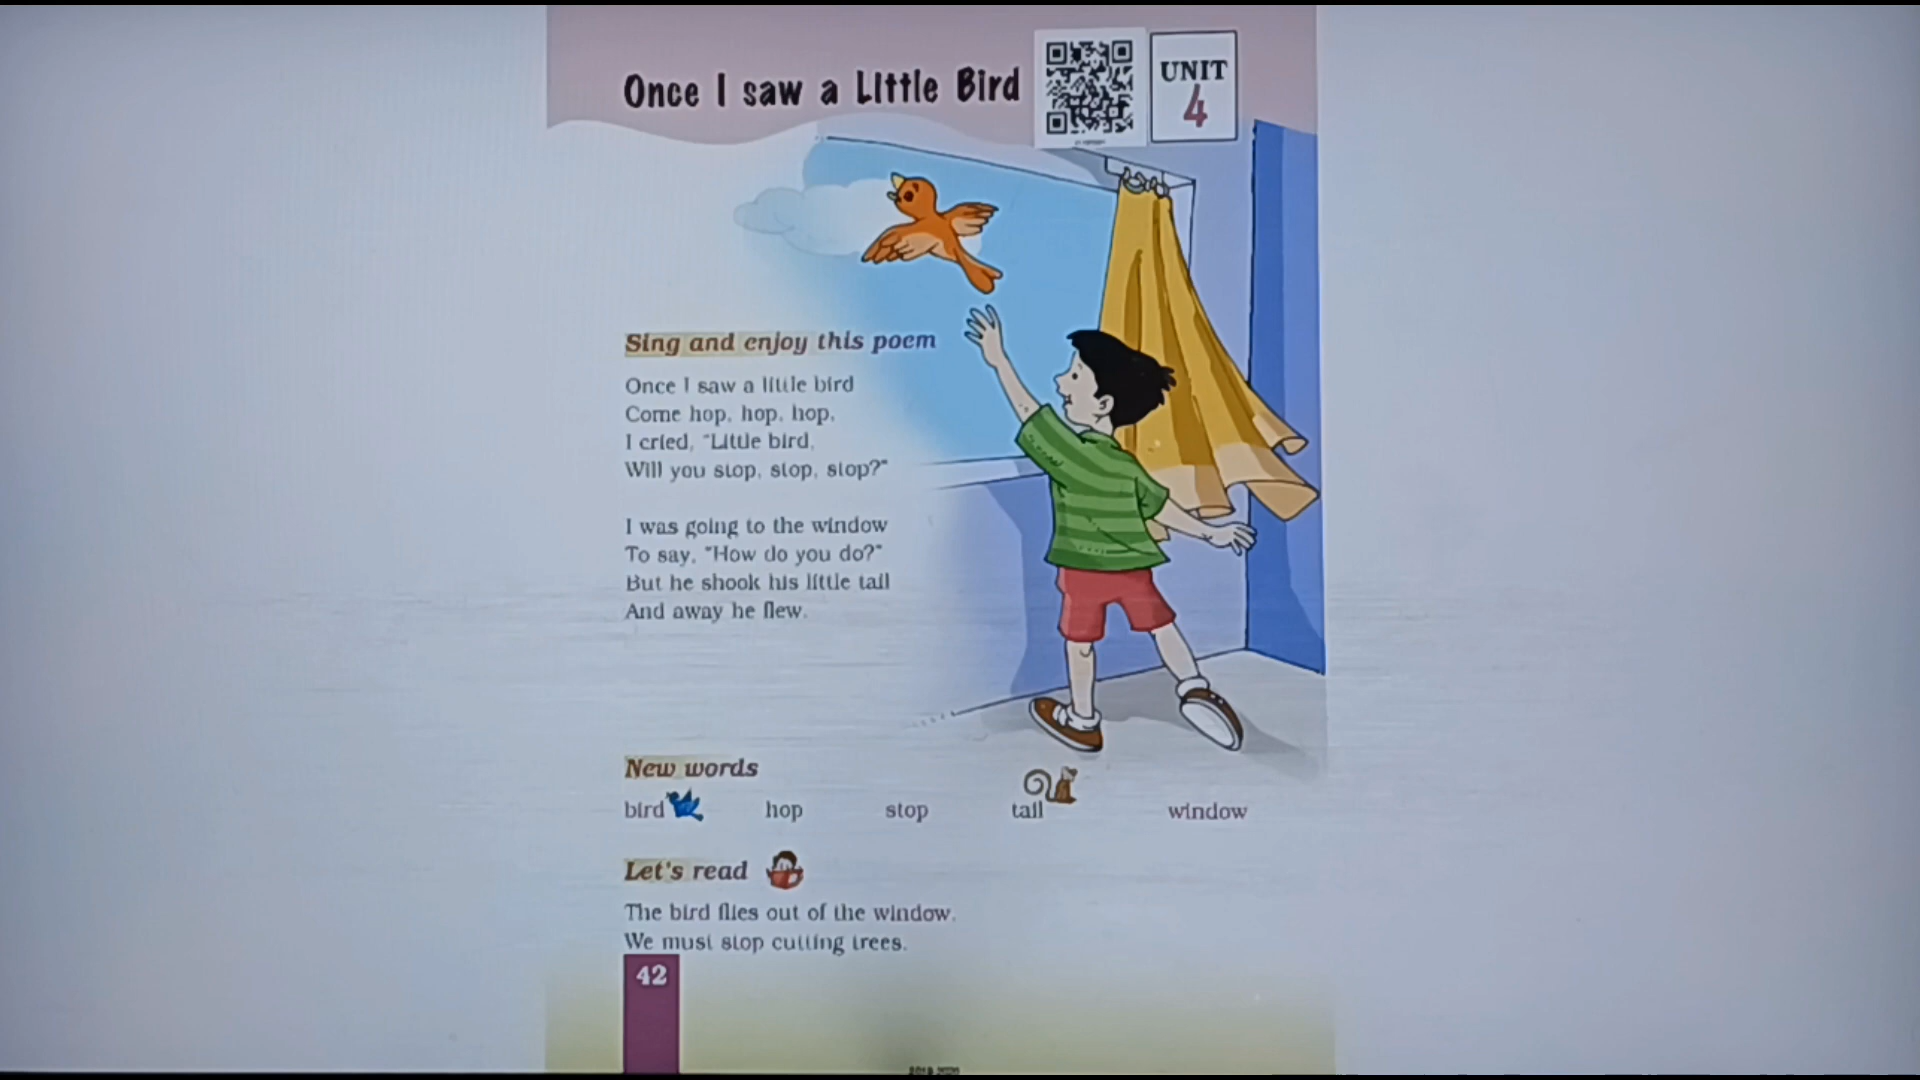 Once I saw a Little Bird
UNIT
4
Sing and enjoy this poem
Once I saw a little bird
Come hop, hop, hop,
I cried, "Little bird,
Will you stop, stop, stop?"
I was going to the window
To say, "How do you do?"
But he shook his little tail
And away he flew.
New words
bird hop stop tail window
Let's read
The bird flies out of the window.
We must stop cutting trees.
42